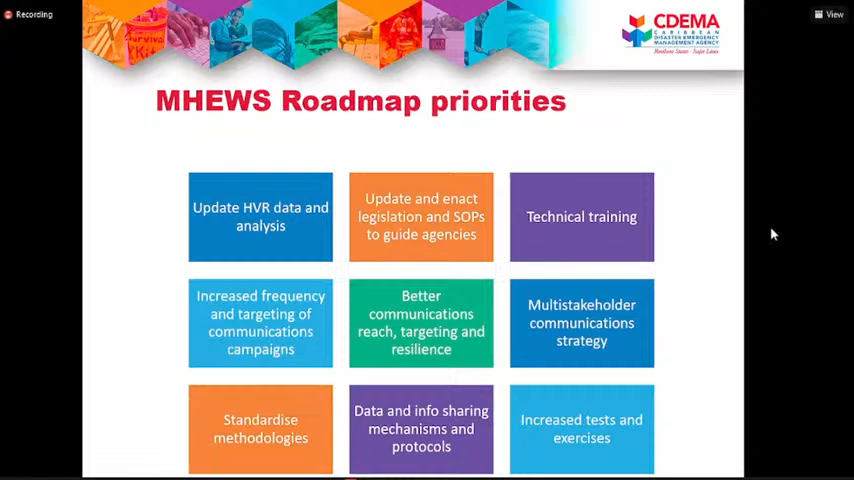 Recording
View
Survival
Kit
CDEMA
CARIBBEAN
DISASTER EMERGENCY
MANAGEMENT AGENCY
Resilient States - Safer Lives
MHEWS Roadmap priorities
Update HVR data and
analysis
Update and enact
legislation and SOPs
to guide agencies
Technical training
Increased frequency
and targeting of
communications
campaigns
Better
communications
reach, targeting and
resilience
Multistakeholder
communications
strategy
Standardise
methodologies
Data and info sharing
mechanisms and
protocols
Increased tests and
exercises